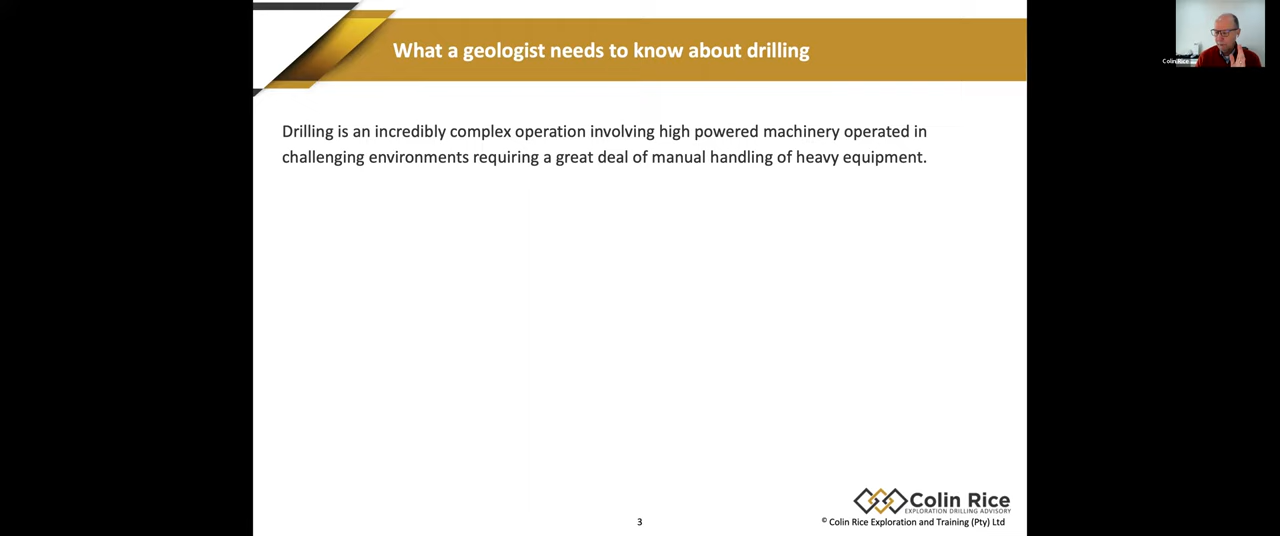 What a geologist needs to know about drilling
Colin Rice
Drilling is an incredibly complex operation involving high powered machinery operated in
challenging environments requiring a great deal of manual handling of heavy equipment.
Colin Rice
EXPLORATION DRILLING ADVISORY
3
© Colin Rice Exploration and Training (Pty) Ltd